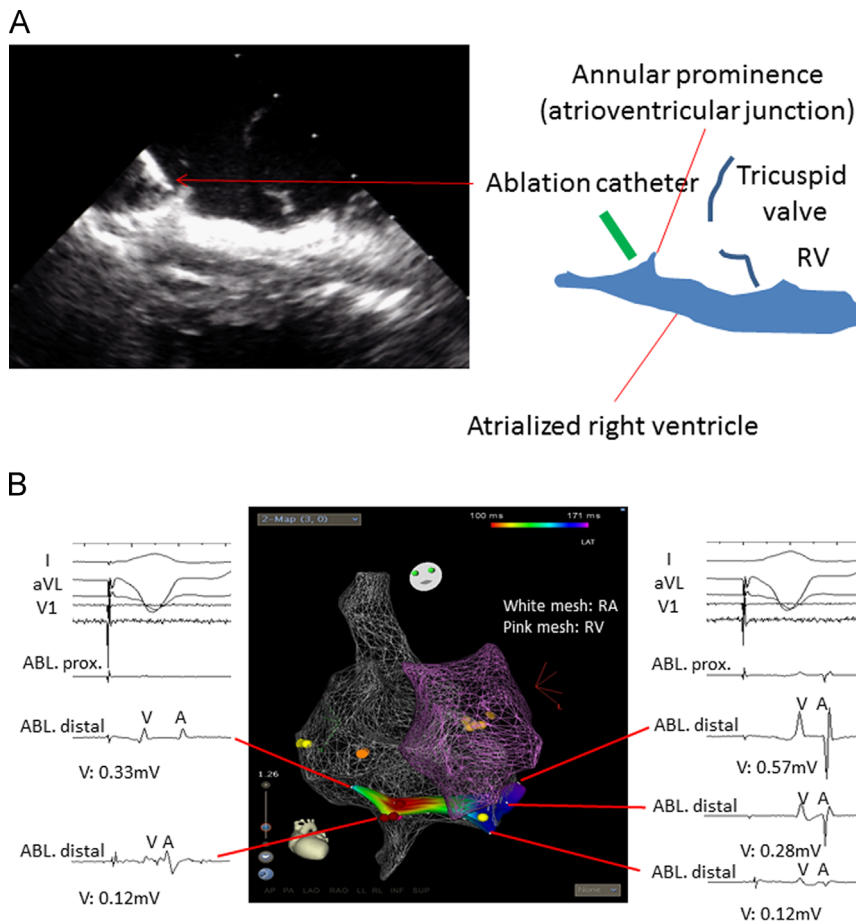 A
Annular prominence
(atrioventricular junction)
Ablation catheter
Tricuspid
valve
RV
Atrialized right ventricle
B
2-Map (3, 0)
100 ms
171 ms
LAT
White mesh: RA
Pink mesh: RV
1.26
AP PA LAO RAO LL RL INF SUP
None
I
aVL
V1
ABL. prox.
ABL. distal
V A
V: 0.33mV
ABL. distal
V A
V: 0.12mV
I
aVL
V1
ABL. prox.
ABL. distal
V A
V: 0.57mV
ABL. distal
V A
V: 0.28mV
ABL. distal
V A
V: 0.12mV